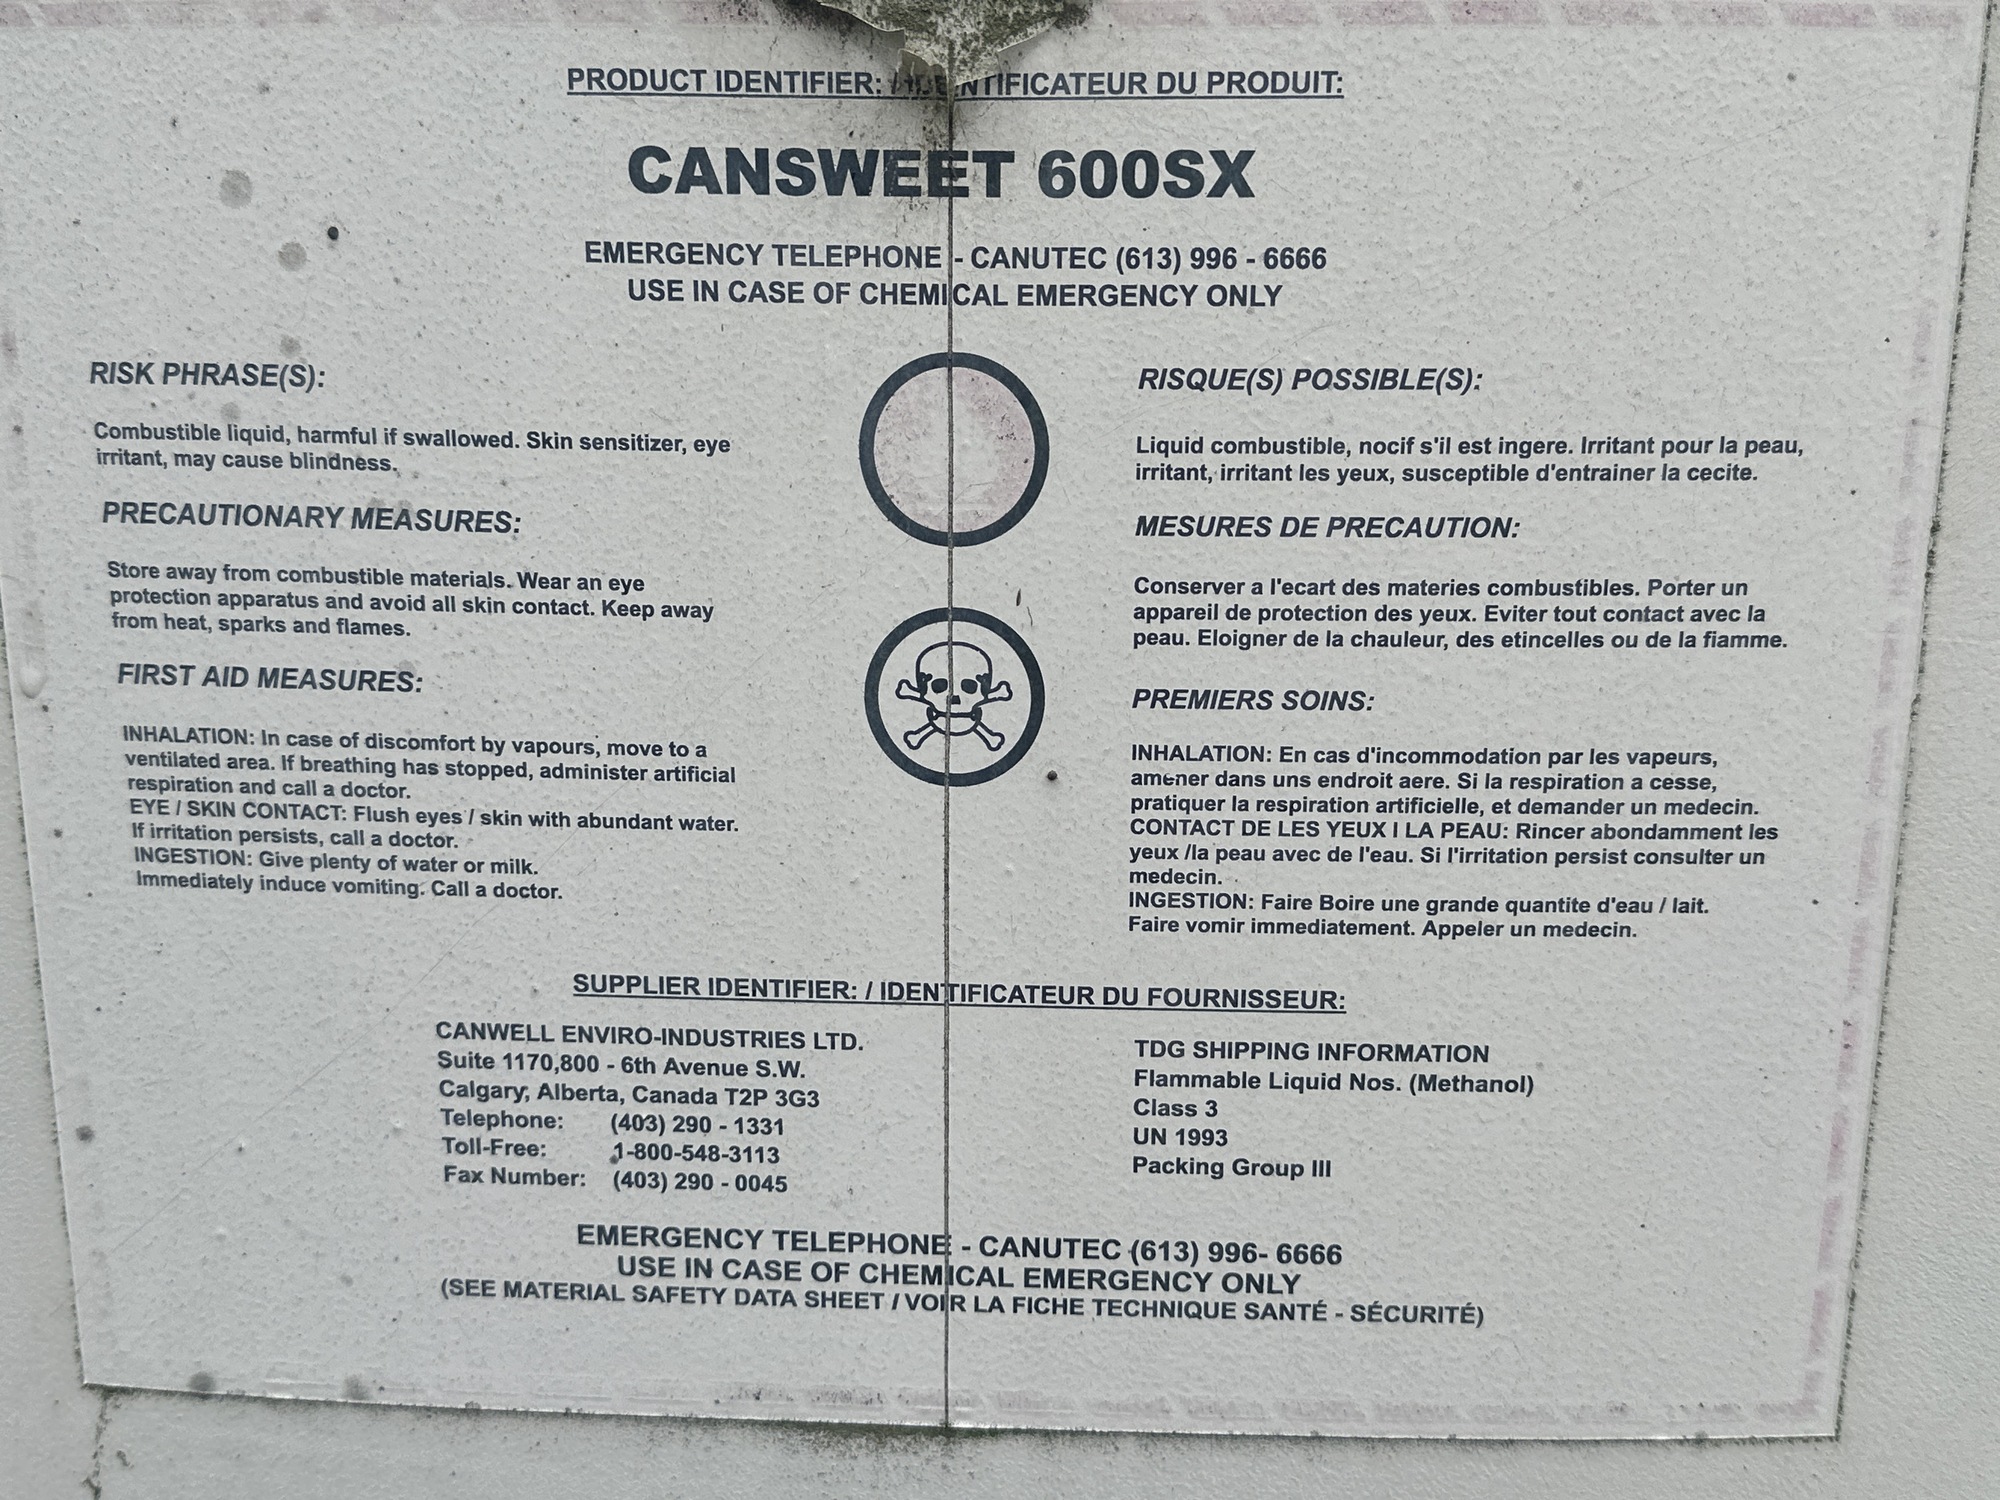 PRODUCT IDENTIFIER: / IDENTIFICATEUR DU PRODUIT:
CANSWEET 600SX
EMERGENCY TELEPHONE - CANUTEC (613) 996 - 6666
USE IN CASE OF CHEMICAL EMERGENCY ONLY
RISK PHRASE(S):
Combustible liquid, harmful if swallowed. Skin sensitizer, eye
irritant, may cause blindness.
PRECAUTIONARY MEASURES:
Store away from combustible materials. Wear an eye
protection apparatus and avoid all skin contact. Keep away
from heat, sparks and flames.
FIRST AID MEASURES:
INHALATION: In case of discomfort by vapours, move to a
ventilated area. If breathing has stopped, administer artificial
respiration and call a doctor.
EYE / SKIN CONTACT: Flush eyes / skin with abundant water.
If irritation persists, call a doctor.
INGESTION: Give plenty of water or milk.
Immediately induce vomiting. Call a doctor.
RISQUE(S) POSSIBLE(S):
Liquid combustible, nocif s'il est ingere. Irritant pour la peau,
irritant, irritant les yeux, susceptible d'entrainer la cecite.
MESURES DE PRECAUTION:
Conserver a l'ecart des materies combustibles. Porter un
appareil de protection des yeux. Eviter tout contact avec la
peau. Eloigner de la chauleur, des etincelles ou de la fiamme.
PREMIERS SOINS:
INHALATION: En cas d'incommodation par les vapeurs,
amener dans uns endroit aere. Si la respiration a cesse,
pratiquer la respiration artificielle, et demander un medecin.
CONTACT DE LES YEUX I LA PEAU: Rincer abondamment les
yeux /la peau avec de l'eau. Si l'irritation persist consulter un
medecin.
INGESTION: Faire Boire une grande quantite d'eau / lait.
Faire vomir immediatement. Appeler un medecin.
SUPPLIER IDENTIFIER: / IDENTIFICATEUR DU FOURNISSEUR:
CANWELL ENVIRO-INDUSTRIES LTD.
Suite 1170,800 - 6th Avenue S.W.
Calgary, Alberta, Canada T2P 3G3
Telephone: (403) 290 - 1331
Toll-Free: 1-800-548-3113
Fax Number: (403) 290 - 0045
TDG SHIPPING INFORMATION
Flammable Liquid Nos. (Methanol)
Class 3
UN 1993
Packing Group III
EMERGENCY TELEPHONE - CANUTEC (613) 996- 6666
USE IN CASE OF CHEMICAL EMERGENCY ONLY
(SEE MATERIAL SAFETY DATA SHEET / VOIR LA FICHE TECHNIQUE SANTÉ - SÉCURITÉ)